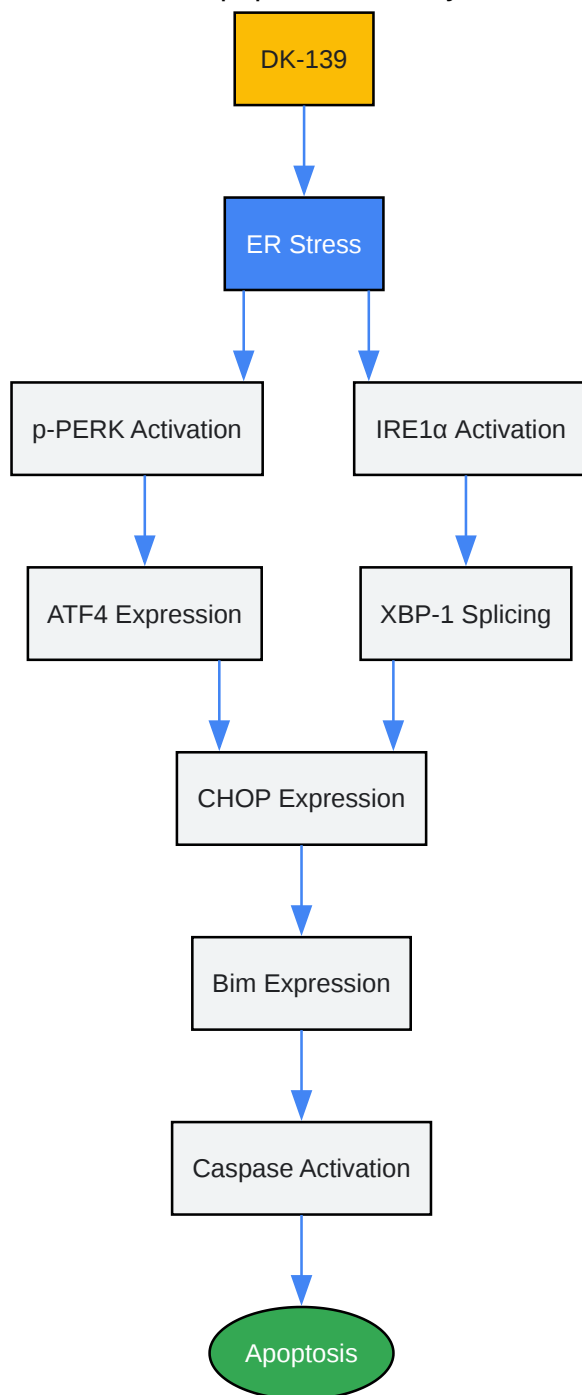 DK-139
ER Stress
p-PERK Activation
IRE1α Activation
ATF4 Expression
XBP-1 Splicing
CHOP Expression
Bim Expression
Caspase Activation
Apoptosis